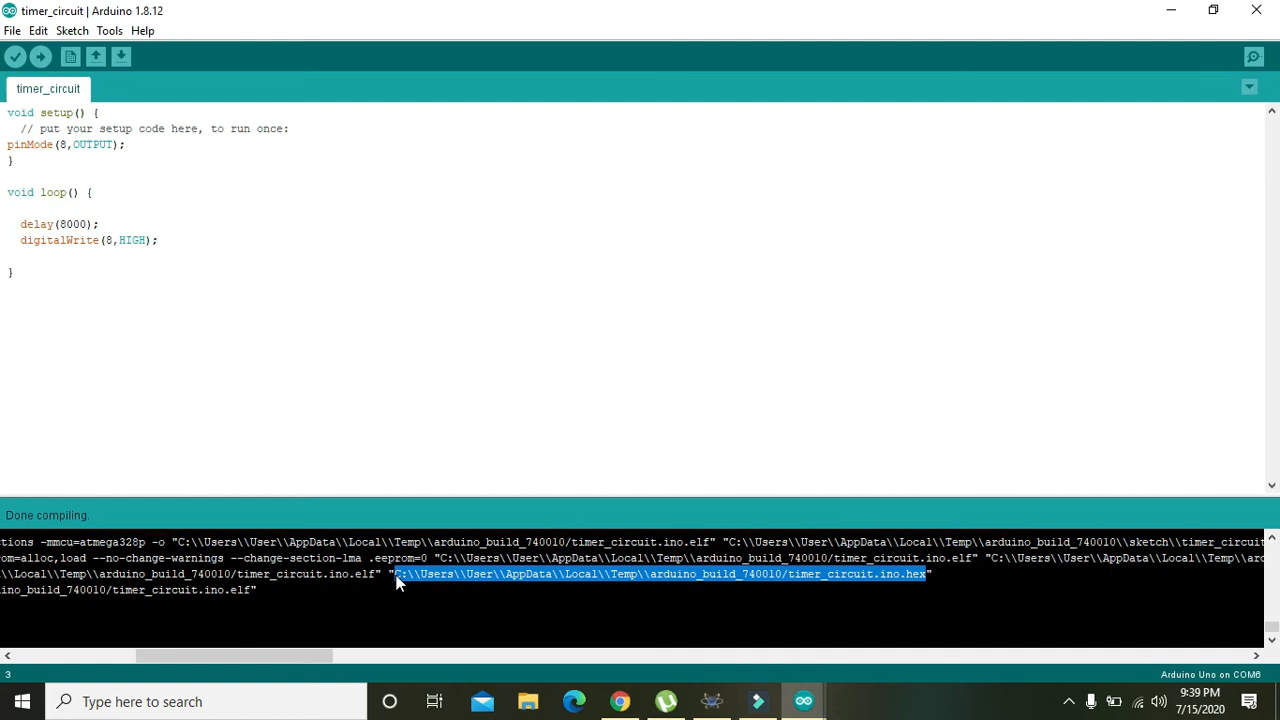 timer_circuit | Arduino 1.8.12
File Edit Sketch Tools Help
timer_circuit
void setup() {
  // put your setup code here, to run once:
pinMode(8,OUTPUT);
}
void loop() {
  delay(8000);
  digitalWrite(8,HIGH);
}
Done compiling.
ctions -mmcu=atmega328p -o "C:\\Users\\User\\AppData\\Local\\Temp\\arduino_build_740010/timer_circuit.ino.elf" "C:\\Users\\User\\AppData\\Local\\Temp\\arduino_build_740010\\sketch\\timer_circuit
rom=alloc,load --no-change-warnings --change-section-lma .eeprom=0 "C:\\Users\\User\\AppData\\Local\\Temp\\arduino_build_740010/timer_circuit.ino.elf" "C:\\Users\\User\\AppData\\Local\\Temp\\ard
\\Local\\Temp\\arduino_build_740010/timer_circuit.ino.elf" "C:\\Users\\User\\AppData\\Local\\Temp\\arduino_build_740010/timer_circuit.ino.hex"
ino_build_740010/timer_circuit.ino.elf"
3 Arduino Uno on COM6
Type here to search
9:39 PM
7/15/2020